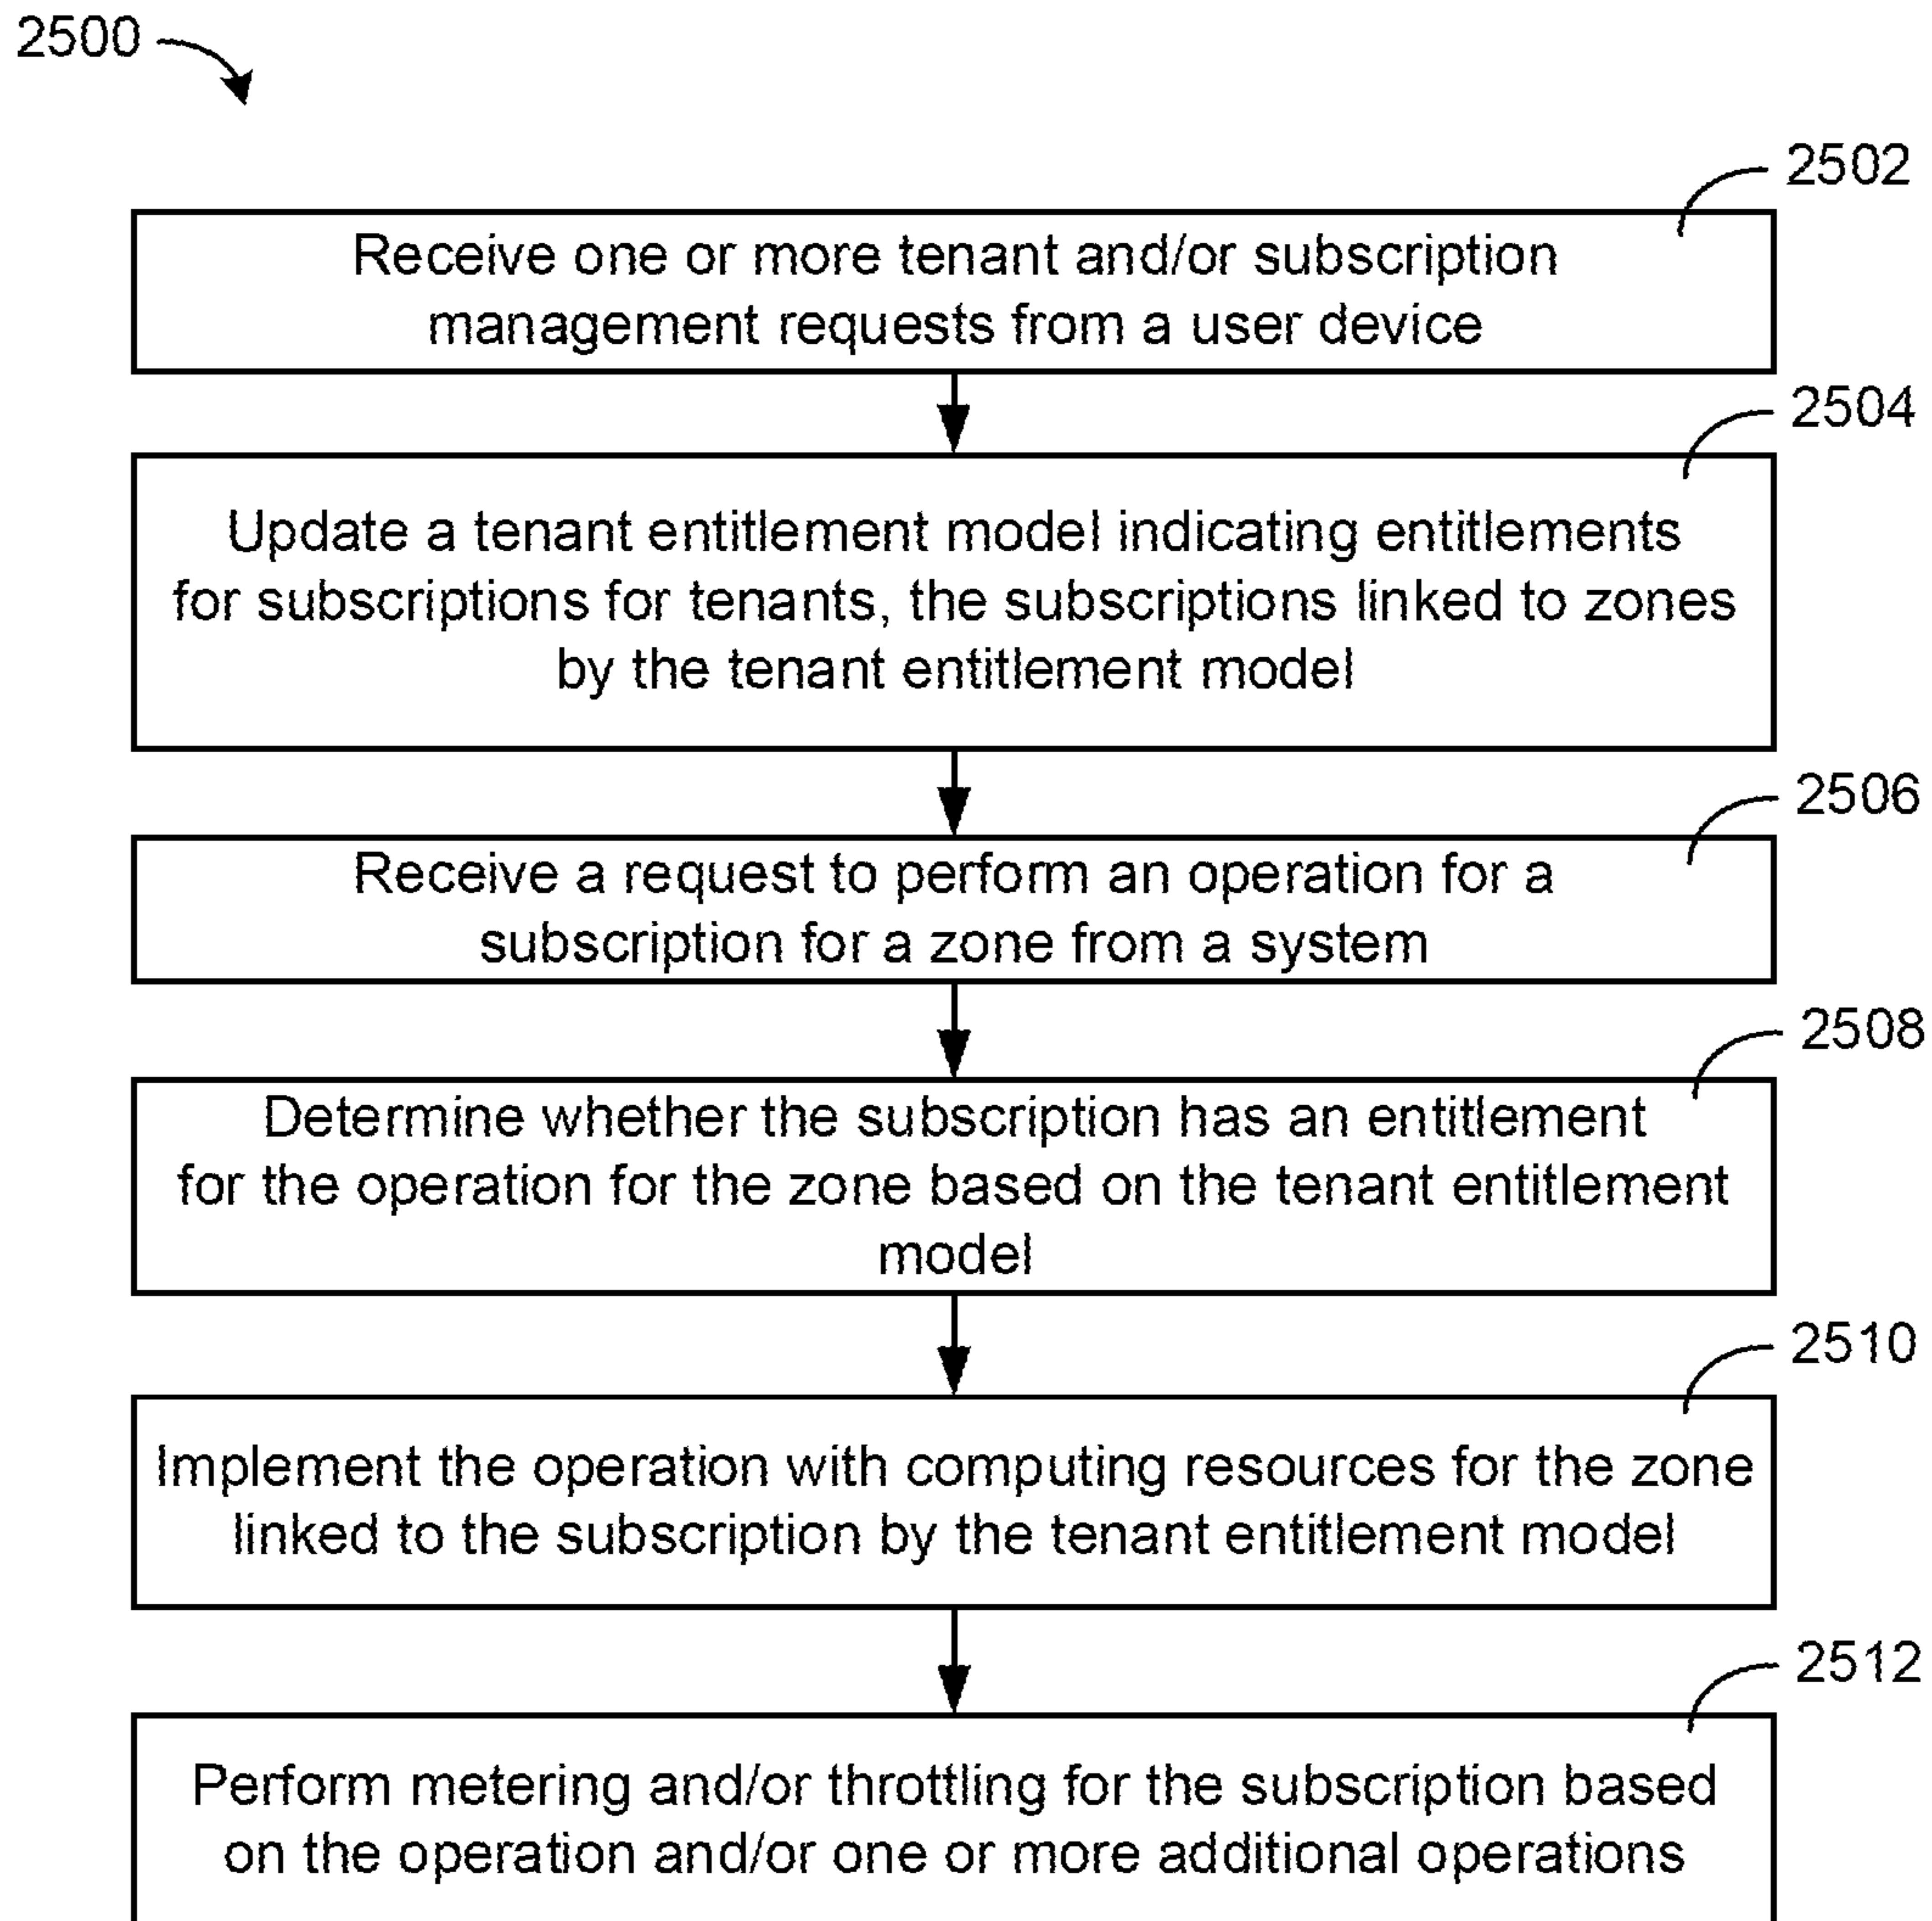 2500
2502
Receive one or more tenant and/or subscription
management requests from a user device
2504
Update a tenant entitlement model indicating entitlements
for subscriptions for tenants, the subscriptions linked to zones
by the tenant entitlement model
2506
Receive a request to perform an operation for a
subscription for a zone from a system
2508
Determine whether the subscription has an entitlement
for the operation for the zone based on the tenant entitlement
model
2510
Implement the operation with computing resources for the zone
linked to the subscription by the tenant entitlement model
2512
Perform metering and/or throttling for the subscription based
on the operation and/or one or more additional operations